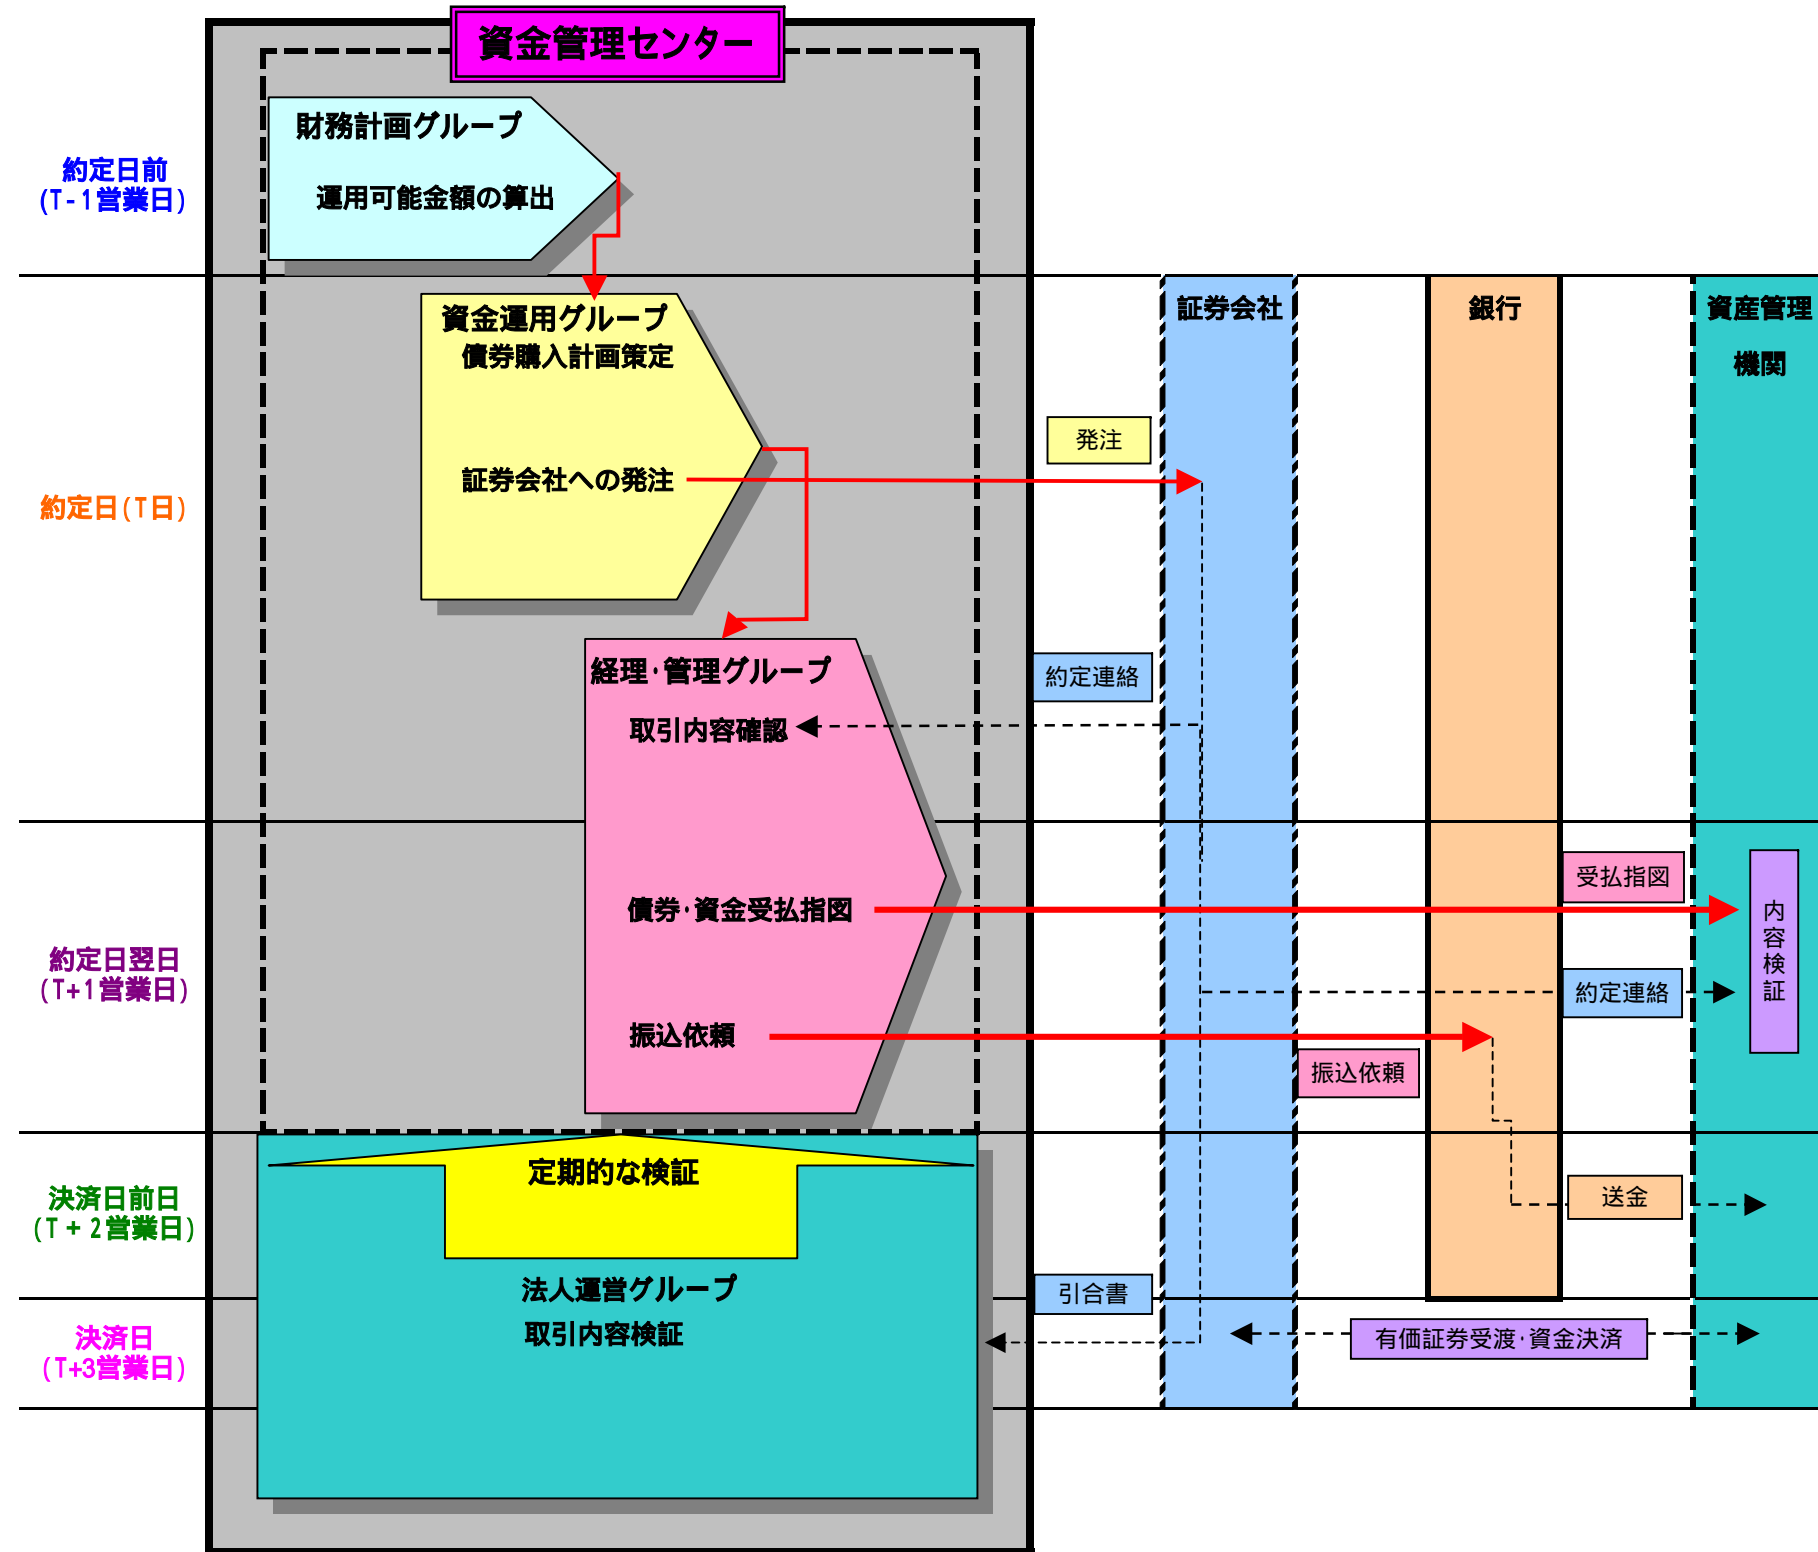 資金管理センター
財務計画グループ
運用可能金額の算出
約定日前
(T-1営業日)
資金運用グループ
債券購入計画策定
証券会社への発注
約定日(T日)
発注
証券会社
銀行
資産管理
機関
経理・管理グループ
取引内容確認
約定連絡
債券・資金受払指図
振込依頼
約定日翌日
(T+1営業日)
受払指図
約定連絡
内容検証
振込依頼
定期的な検証
決済日前日
(T+2営業日)
送金
法人運営グループ
取引内容検証
引合書
決済日
(T+3営業日)
有価証券受渡・資金決済